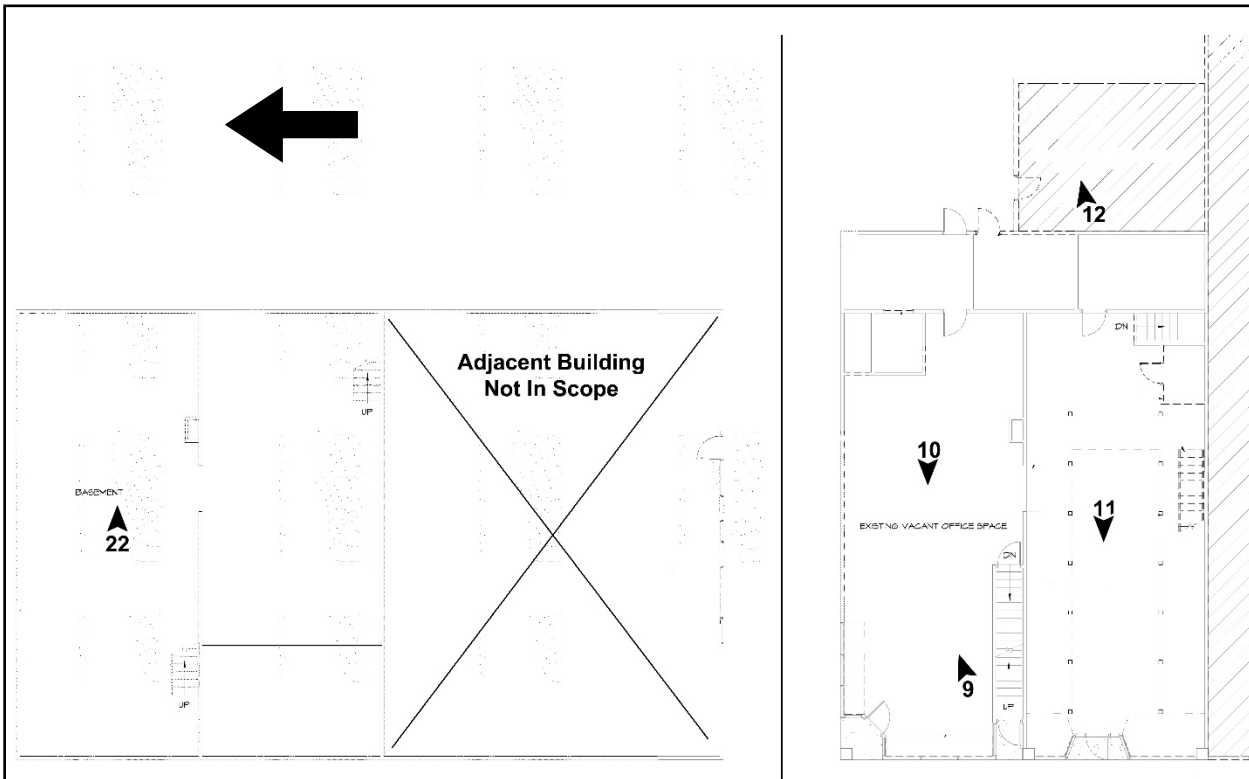 Adjacent Building
Not In Scope
UP
BASEMENT
22
UP
12
DN
10
11
EXISTNG VACANT OFFICE SPACE
DN
9
UP